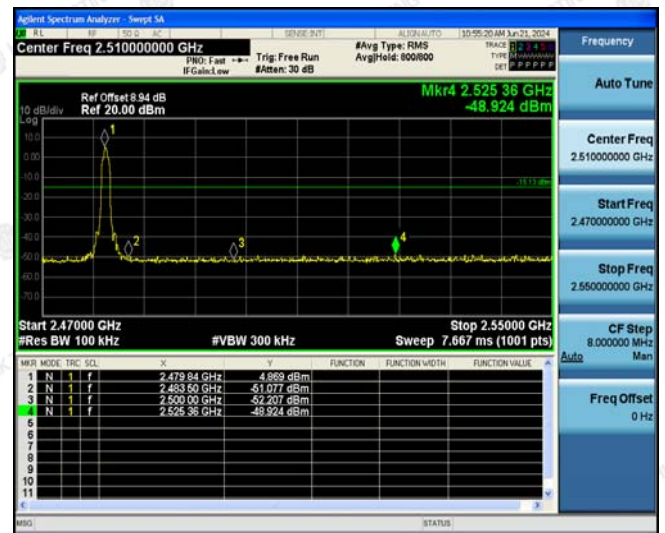 Agilent Spectrum Analyzer - Swept SA
RL RF 50 Ω AC SENSE:INT ALIGN AUTO 10:55:20 AM Jun 21, 2024
Center Freq 2.510000000 GHz
PNO: Fast Trig: Free Run
IFGain:Low #Atten: 30 dB
#Avg Type: RMS
Avg|Hold: 800/800
TRACE 1 2 3 4 5 6
TYPE
DET P P P P P P
Mkr4 2.525 36 GHz
-48.924 dBm
Ref Offset 8.94 dB
10 dB/div Ref 20.00 dBm
Log
10.0
0.00
-10.0
-20.0
-30.0
-40.0
-50.0
-60.0
-70.0
1
2
3
4
-15.13 dBm
Start 2.47000 GHz Stop 2.55000 GHz
#Res BW 100 kHz #VBW 300 kHz Sweep 7.667 ms (1001 pts)
MKR MODE TRC SCL X Y FUNCTION FUNCTION WIDTH FUNCTION VALUE
1 N 1 f 2.479 84 GHz 4.869 dBm
2 N 1 f 2.483 50 GHz -51.077 dBm
3 N 1 f 2.500 00 GHz -52.207 dBm
4 N 1 f 2.525 36 GHz -48.924 dBm
5
6
7
8
9
10
11
MSG STATUS
Frequency
Auto Tune
Center Freq
2.510000000 GHz
Start Freq
2.470000000 GHz
Stop Freq
2.550000000 GHz
CF Step
8.000000 MHz
Auto Man
Freq Offset
0 Hz